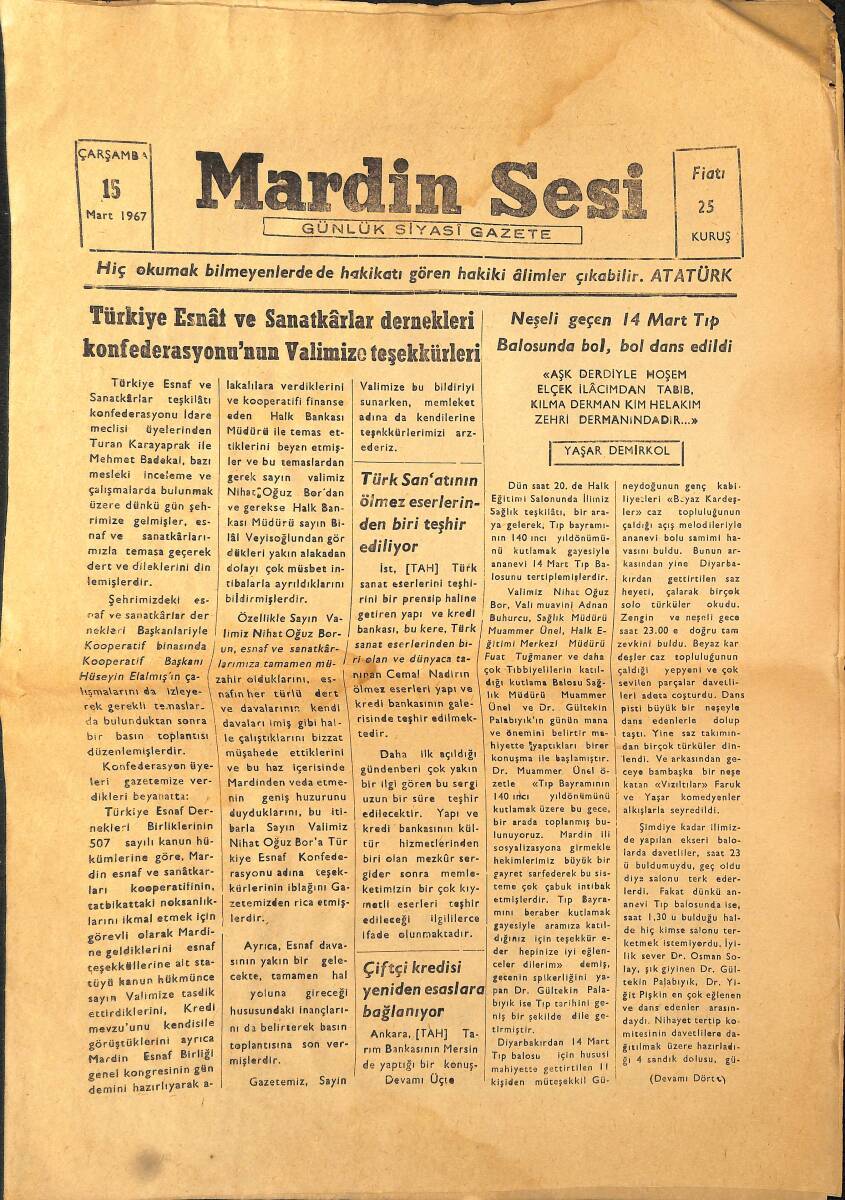 ÇARŞAMBA
15
Mart 1967
Mardin Sesi
GÜNLÜK SİYASÎ GAZETE
Fiatı
25
KURUŞ
Hiç okumak bilmeyenlerde de hakikatı gören hakiki âlimler çıkabilir. ATATÜRK
Türkiye Esnâf ve Sanatkârlar dernekleri
konfederasyonu'nun Valimize teşekkürleri
Türkiye Esnaf ve
Sanatkârlar teşkilâtı
konfederasyonu İdare
meclisi üyelerinden
Turan Karayaprak ile
Mehmet Badakal, bazı
mesleki inceleme ve
çalışmalarda bulunmak
üzere dünkü gün şeh-
rimize gelmişler, es-
naf ve sanatkârları-
mızla temasa geçerek
dert ve dileklerini din
lemişlerdir.
Şehrimizdeki es-
naf ve sanatkârlar der
nekleri Başkanlariyle
Kooperatif binasında
Kooperatif Başkanı
Hüseyin Elalmış'ın ça-
lışmalarını da izleye-
rek gerekli temaslar-
da bulunduktan sonra
bir basın toplantısı
düzenlemişlerdir.
Konfederasyon üye-
leri gazetemize ver-
dikleri beyanatta:
Türkiye Esnaf Der-
nekleri Birliklerinin
507 sayılı kanun hü-
kümlerine göre, Mar-
din esnaf ve sanâtkar-
ları kooperatifinin,
tatbikattaki noksanlık-
larını ikmal etmek için
görevli olarak Mardi-
ne geldiklerini esnaf
teşekküllerine ait sta-
tüyü kanun hükmünce
sayın Valimize tasdik
ettirdiklerini, Kredi
mevzu'unu kendisile
görüştüklerini ayrıca
Mardin Esnaf Birliği
genel kongresinin gün
demini hazırlıyarak a-
lakalılara verdiklerini
ve kooperatifi finanse
eden Halk Bankası
Müdürü ile temas et-
tiklerini beyan etmiş-
ler ve bu temaslardan
gerek sayın valimiz
Nihat Oğuz Bor'dan
ve gerekse Halk Ban-
kası Müdürü sayın Bi-
lâl Veyisoğlundan gör
dükleri yakın alakadan
dolayı çok müsbet in-
tibalarla ayrıldıklarını
bildirmişlerdir.
Özellikle Sayın Va-
limiz Nihat Oğuz Bor-
un, esnaf ve sanatkâr-
larımıza tamamen mü-
zahir olduklarını, es-
nafın her türlü dert
ve davalarının kendi
davaları imiş gibi hal-
le çalıştıklarını bizzat
müşahede ettiklerini
ve bu haz içerisinde
Mardinden veda etme-
nin geniş huzurunu
duyduklarını, bu iti-
barla Sayın Valimiz
Nihat Oğuz Bor'a Tür
kiye Esnaf Konfede-
rasyonu adına teşek-
kürlerinin iblağını Ga-
zetemizden rica etmiş-
lerdir.
Ayrıca, Esnaf dava-
sının yakın bir gele-
cekte, tamamen hal
yoluna gireceği
hususundaki inançları-
nı da belirterek basın
toplantısına son ver-
mişlerdir.
Gazetemiz, Sayın
Valimize bu bildiriyi
sunarken, memleket
adına da kendilerine
teşnkkürlerimizi arz-
ederiz.
Türk San'atının
ölmez eserlerin-
den biri teşhir
ediliyor
İst, [TAH] Türk
sanat eserlerini teşhi-
rini bir prensip haline
getiren yapı ve kredi
bankası, bu kere, Türk
sanat eserlerinden bi-
ri olan ve dünyaca ta-
nınan Cemal Nadirin
ölmez eserleri yapı ve
kredi bankasının gale-
risinde teşhir edilmek-
tedir.
Daha ilk açıldığı
gündenberi çok yakın
bir ilgi gören bu sergi
uzun bir süre teşhir
edilecektir. Yapı ve
kredi bankasının kül-
tür hizmetlerinden
biri olan mezkûr ser-
gider sonra memle-
ketimizin bir çok kıy-
metli eserleri teşhir
edileceği ilgililerce
ifade olunmaktadır.
Çiftçi kredisi
yeniden esaslara
bağlanıyor
Ankara, [TAH] Ta-
rım Bankasının Mersin
de yaptığı bir konuş-
Devamı Üçte
Neşeli geçen 14 Mart Tıp
Balosunda bol, bol dans edildi
«AŞK DERDİYLE HOŞEM
ELÇEK İLÂCIMDAN TABIB,
KILMA DERMAN KİM HELAKIM
ZEHRİ DERMANINDADIR...»
YAŞAR DEMİRKOL
Dün saat 20. de Halk
Eğitimi Salonunda İlimiz
Sağlık teşkilâtı, bir ara-
ya gelerek, Tıp bayramı-
nın 140 ıncı yıldönümü-
nü kutlamak gayesiyle
ananevi 14 Mart Tıp Ba-
losunu tertiplemişlerdir.
Valimiz Nihat Oğuz
Bor, Vali muavini Adnan
Buhurcu, Sağlık Müdürü
Muammer Ünel, Halk E-
ğitimi Merkezi Müdürü
Fuat Tuğmaner ve daha
çok Tıbbiyelilerin katıl-
dığı kutlama Balosu Sağ-
lık Müdürü Muammer
Ünel ve Dr. Gültekin
Palabıyık'ın günün mana
ve önemini belirtir ma-
hiyette yaptıkları birer
konuşma ile başlamıştır.
Dr. Muammer Ünel ö-
zetle «Tıp Bayramının
140 ıncı yıldönümünü
kutlamak üzere bu gece,
bir arada toplanmış bu-
lunuyoruz. Mardin ili
sosyalizasyona girmekle
hekimlerimiz büyük bir
gayret sarfederek bu sis-
teme çok çabuk intibak
etmişlerdir. Tıp Bayra-
mını beraber kutlamak
gayesiyle aramıza katıl-
dığınız için teşekkür e-
der hepinize iyi eğlen-
celer dilerim» demiş,
gecenin spikerliğini ya-
pan Dr. Gültekin Pala-
bıyık ise Tıp tarihini ge-
niş bir şekilde dile ge-
tirmiştir.
Diyarbakırdan 14 Mart
Tıp balosu için hususi
mahiyette gettirtilen 11
kişiden müteşekkil Gü-
neydoğunun genç kabi-
liyetleri «Beyaz Kardeş-
ler» caz topluluğunun
çaldığı açış melodileriyle
ananevi bolu samimi ha-
vasını buldu. Bunun ar-
kasından yine Diyarba-
kırdan gettirtilen saz
heyeti, çalarak birçok
solo türküler okudu.
Zengin ve neşeli gece
saat 23.00 e doğru tam
zevkini buldu. Beyaz kar
deşler caz topluluğunun
çaldığı yepyeni ve çok
sevilen parçalar davetli-
leri adeta coşturdu. Dans
pisti büyük bir neşeyle
dans edenlerle dolup
taştı. Yine saz takımın-
dan birçok türküler din-
lendi. Ve arkasından ge-
ceye bambaşka bir neşe
katan «Vızıltılar» Faruk
ve Yaşar komedyenler
alkışlarla seyredildi.
Şimdiye kadar ilimiz-
de yapılan ekseri balo-
larda davetliler, saat 23
ü buldumuydu, geç oldu
diye salonu terk eder-
lerdi. Fakat dünkü an-
anevi Tıp balosunda ise,
saat 1,30 u bulduğu hal-
de hiç kimse salonu ter-
ketmek istemiyordu. İyi-
lik sever Dr. Osman So-
lay, şık giyinen Dr. Gül-
tekin Palabıyık, Dr. Yi-
ğit Pişkin en çok eğlenen
ve dans edenler arasın-
daydı. Nihayet tertip ko-
mitesinin davetlilere da-
ğıtılmak üzere hazırladı-
ğı 4 sandık dolusu, gü-
(Devamı Dörtte)